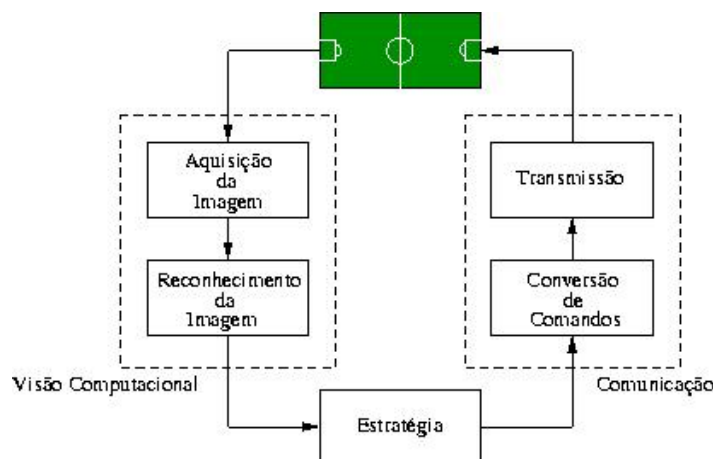 Aquisição
da
Imagem
Transmissão
Reconhecimento
da
Imagem
Conversão
de
Comandos
Visão Computacional
Comunicação
Estratégia